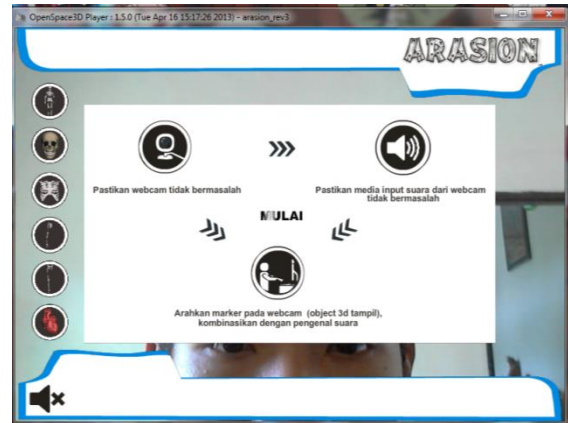 OpenSpace3D Player : 1.5.0 (Tue Apr 16 15:17:26 2013) - arasion_rev3
ARASION
Pastikan webcam tidak bermasalah
Pastikan media input suara dari webcam
tidak bermasalah
MULAI
Arahkan marker pada webcam (object 3d tampil),
kombinasikan dengan pengenal suara